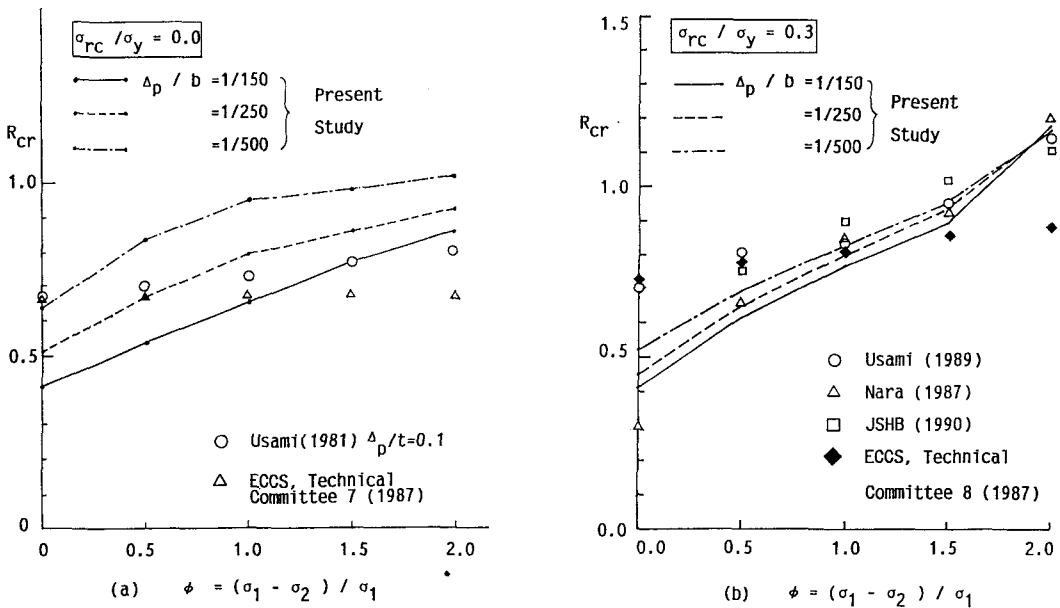 σrc /σy = 0.0
Δp / b =1/150
=1/250
=1/500
Present
Study
Rcr
1.0
0.5
0
0
0.5
1.0
1.5
2.0
Usami(1981) Δp/t=0.1
ECCS, Technical
Committee 7 (1987)
(a) ϕ = (σ1 - σ2 ) / σ1
1.5
σrc / σy = 0.3
Δp / b =1/150
=1/250
=1/500
Present
Study
Rcr
1.0
0.5
0.0
0.0
0.5
1.0
1.5
2.0
Usami (1989)
Nara (1987)
JSHB (1990)
ECCS, Technical
Committee 8 (1987)
(b) ϕ = (σ1 - σ2 ) / σ1